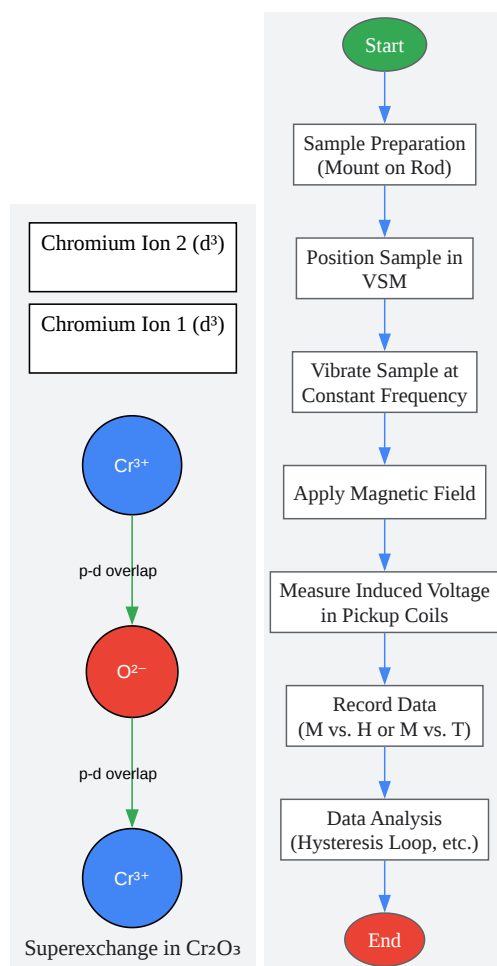 Chromium Ion 2 (d³)
Chromium Ion 1 (d³)
Cr³⁺
p-d overlap
O²⁻
p-d overlap
Cr³⁺
Superexchange in Cr₂O₃
Start
Sample Preparation
(Mount on Rod)
Position Sample in
VSM
Vibrate Sample at
Constant Frequency
Apply Magnetic Field
Measure Induced Voltage
in Pickup Coils
Record Data
(M vs. H or M vs. T)
Data Analysis
(Hysteresis Loop, etc.)
End